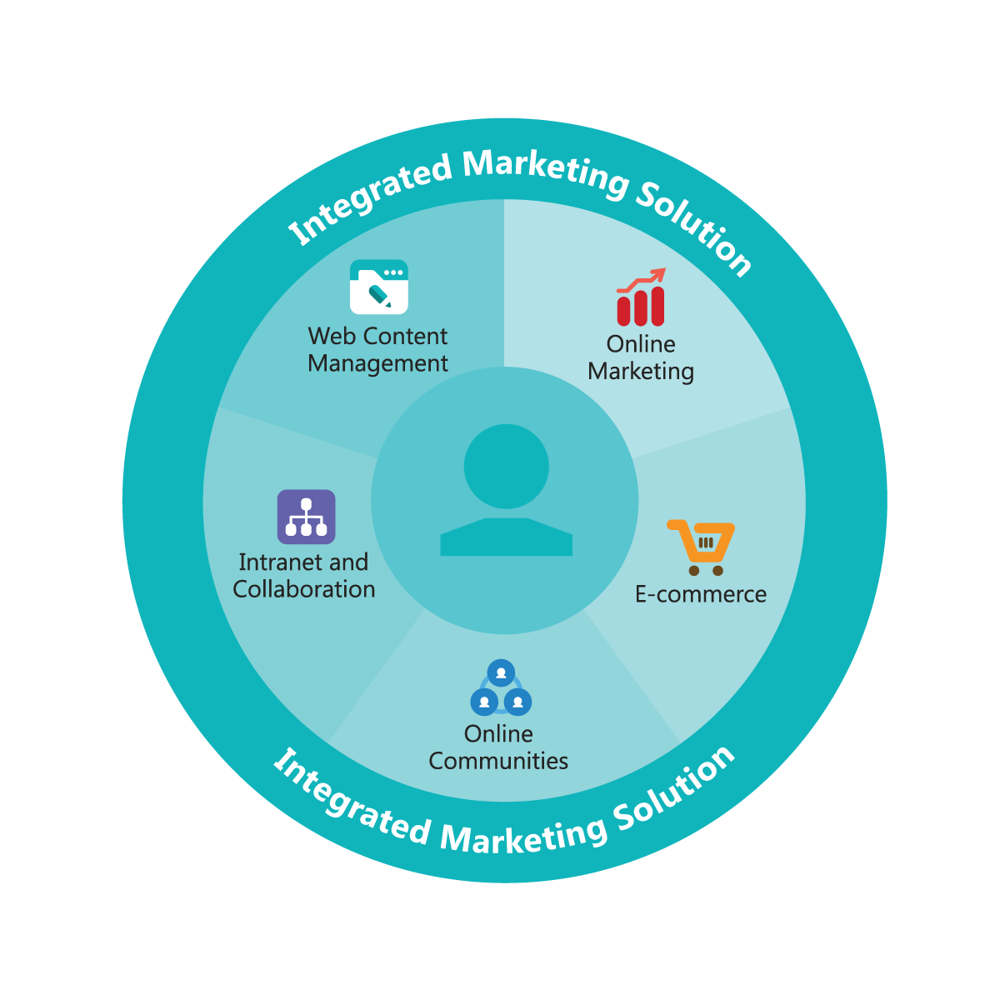 Integrated Marketing Solution
Web Content
Management
Online
Marketing
Intranet and
Collaboration
E-commerce
Online
Communities
Integrated Marketing Solution